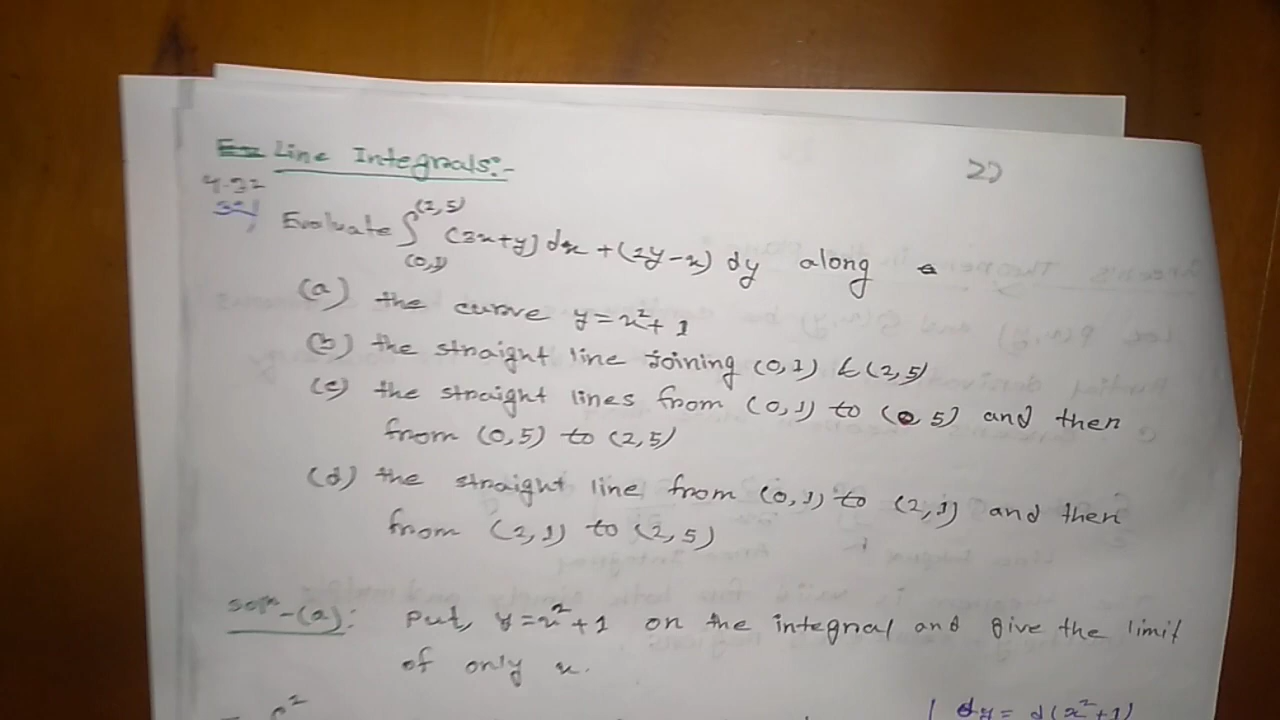 Line Integrals:-
2)
4.32
30)
Evaluate ∫_(0,1)^(2,5) (3x+y) dx + (2y-x) dy along
(a) the curve y = x²+1
(b) the straight line joining (0,1) & (2,5)
(c) the straight lines from (0,1) to (0,5) and then
from (0,5) to (2,5)
(d) the straight line from (0,1) to (2,1) and then
from (2,1) to (2,5)
Solⁿ-(a): Put, y=x²+1 on the integral and give the limit
of only x.
dy = d(x²+1)